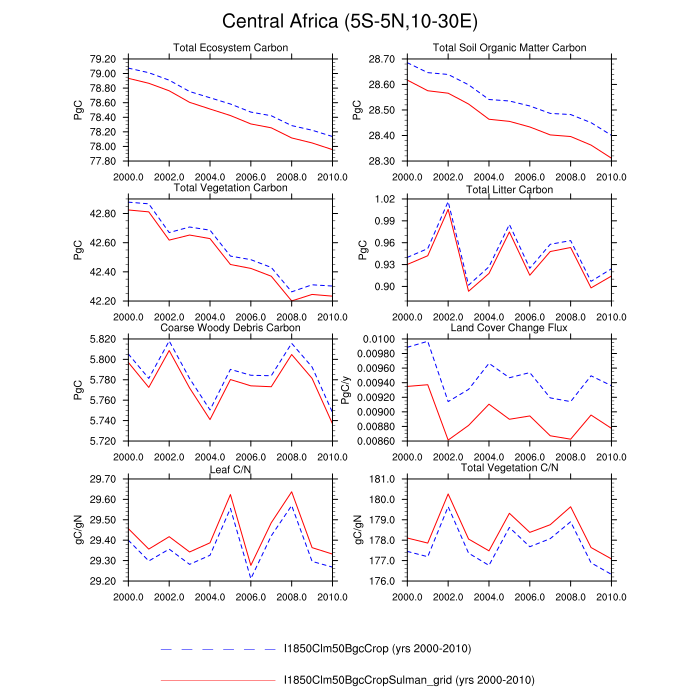 Central Africa (5S-5N,10-30E)
Total Ecosystem Carbon
PgC
79.20
79.00
78.80
78.60
78.40
78.20
78.00
77.80
2000.0 2002.0 2004.0 2006.0 2008.0 2010.0
Total Soil Organic Matter Carbon
PgC
28.70
28.60
28.50
28.40
28.30
2000.0 2002.0 2004.0 2006.0 2008.0 2010.0
Total Vegetation Carbon
PgC
42.80
42.60
42.40
42.20
2000.0 2002.0 2004.0 2006.0 2008.0 2010.0
Total Litter Carbon
PgC
1.02
0.99
0.96
0.93
0.90
2000.0 2002.0 2004.0 2006.0 2008.0 2010.0
Coarse Woody Debris Carbon
PgC
5.820
5.800
5.780
5.760
5.740
5.720
2000.0 2002.0 2004.0 2006.0 2008.0 2010.0
Land Cover Change Flux
PgC/y
0.0100
0.00980
0.00960
0.00940
0.00920
0.00900
0.00880
0.00860
2000.0 2002.0 2004.0 2006.0 2008.0 2010.0
Leaf C/N
gC/gN
29.70
29.60
29.50
29.40
29.30
29.20
2000.0 2002.0 2004.0 2006.0 2008.0 2010.0
Total Vegetation C/N
gC/gN
181.0
180.0
179.0
178.0
177.0
176.0
2000.0 2002.0 2004.0 2006.0 2008.0 2010.0
I1850Clm50BgcCrop (yrs 2000-2010)
I1850Clm50BgcCropSulman_grid (yrs 2000-2010)